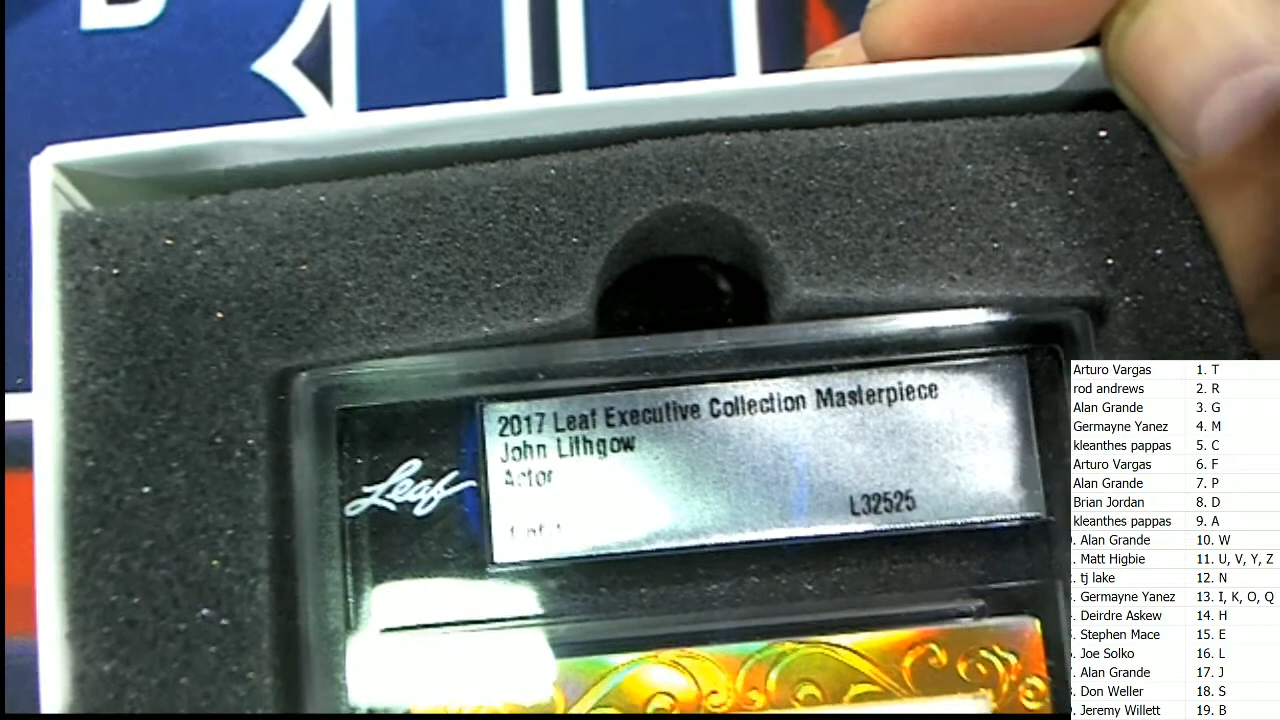 2017 Leaf Executive Collection Masterpiece
John Lithgow
Actor
Leaf
L32525
1 of 1
Arturo Vargas 1. T
rod andrews 2. R
Alan Grande 3. G
Germayne Yanez 4. M
kleanthes pappas 5. C
Arturo Vargas 6. F
Alan Grande 7. P
Brian Jordan 8. D
kleanthes pappas 9. A
. Alan Grande 10. W
. Matt Higbie 11. U, V, Y, Z
. tj lake 12. N
. Germayne Yanez 13. I, K, O, Q
. Deirdre Askew 14. H
. Stephen Mace 15. E
. Joe Solko 16. L
. Alan Grande 17. J
. Don Weller 18. S
. Jeremy Willett 19. B